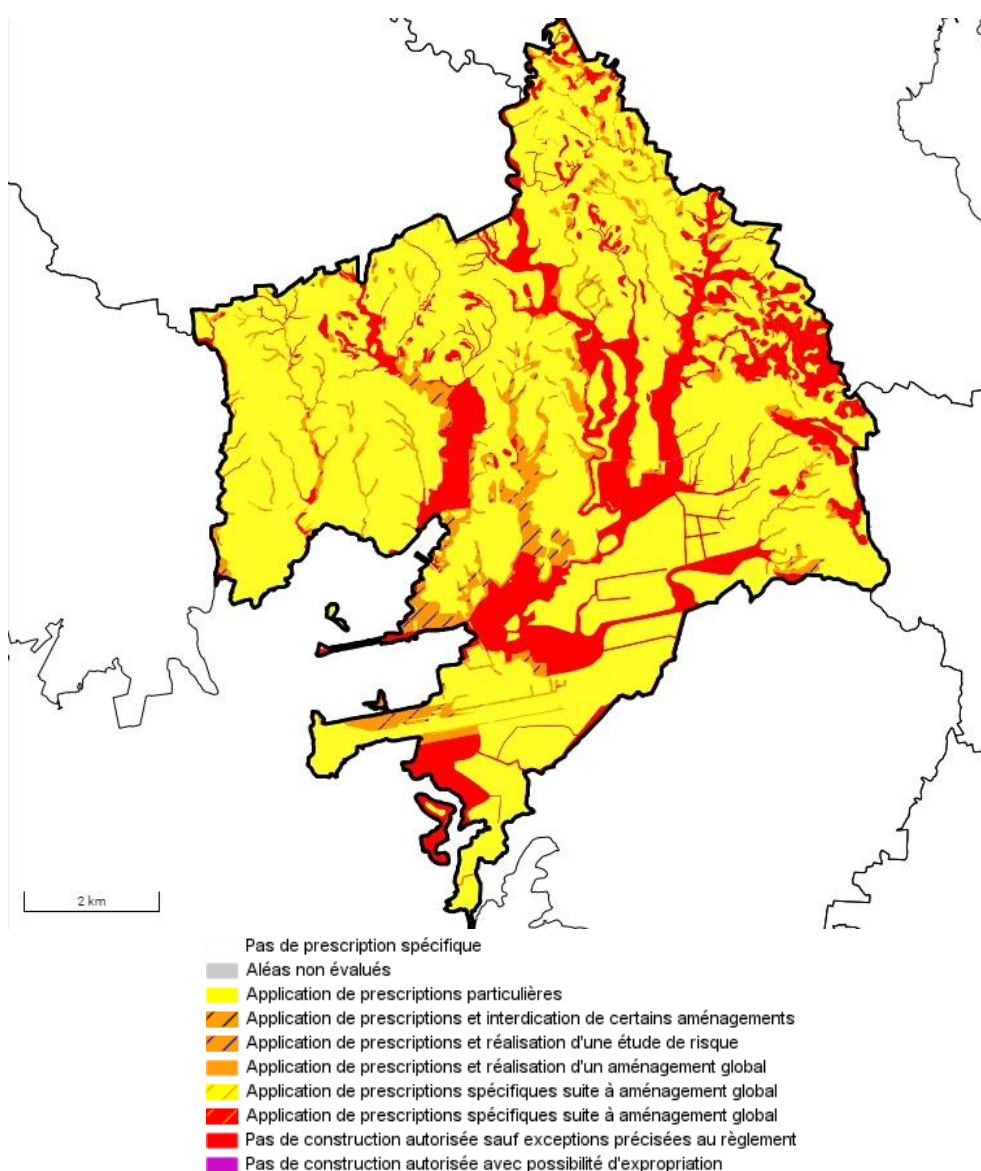 2 km
Pas de prescription spécifique
Aléas non évalués
Application de prescriptions particulières
Application de prescriptions et interdication de certains aménagements
Application de prescriptions et réalisation d'une étude de risque
Application de prescriptions et réalisation d'un aménagement global
Application de prescriptions spécifiques suite à aménagement global
Application de prescriptions spécifiques suite à aménagement global
Pas de construction autorisée sauf exceptions précisées au règlement
Pas de construction autorisée avec possibilité d'expropriation